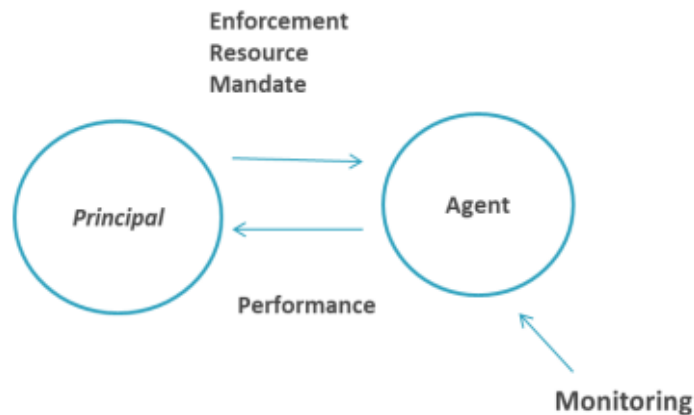 Enforcement
Resource
Mandate
Principal
Agent
Performance
Monitoring